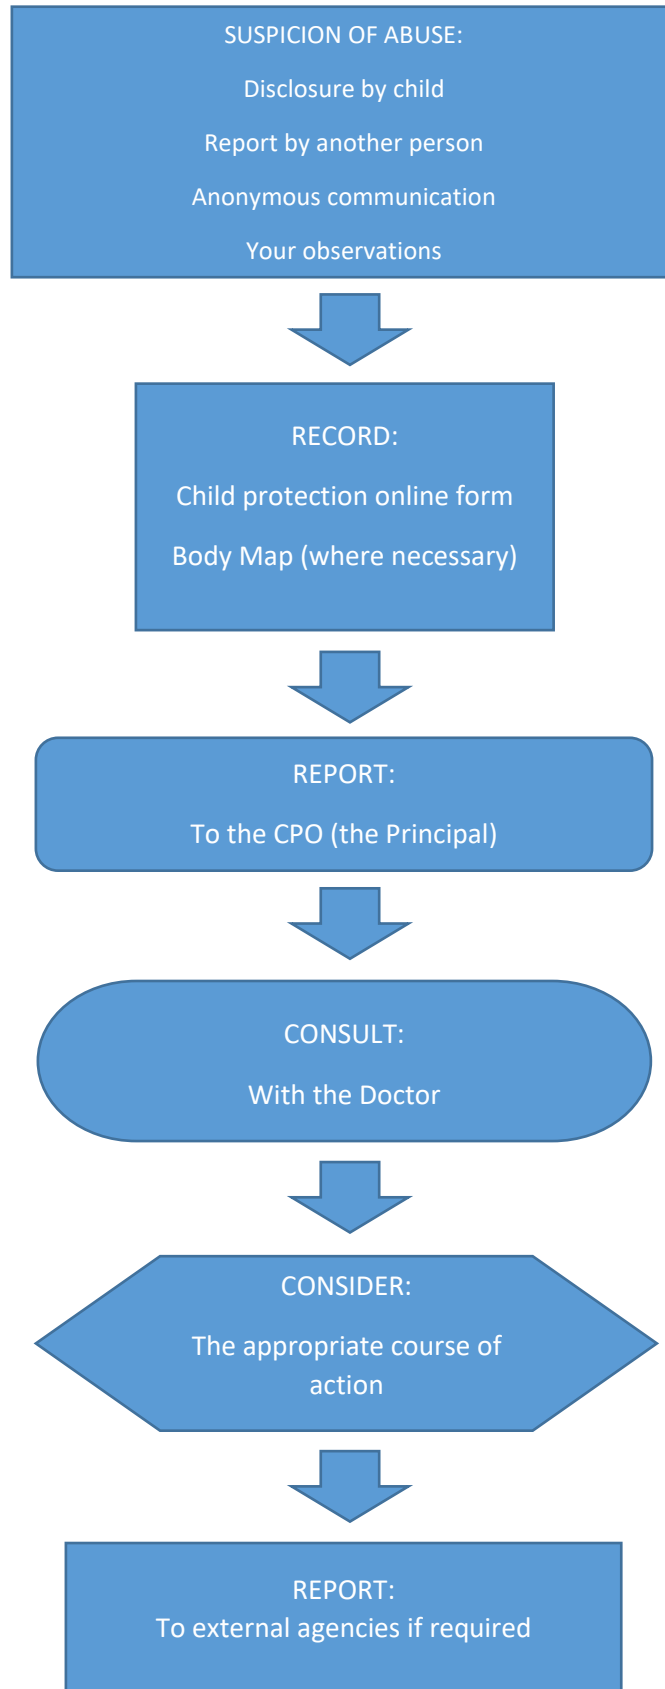 SUSPICION OF ABUSE:
Disclosure by child
Report by another person
Anonymous communication
Your observations
RECORD:
Child protection online form
Body Map (where necessary)
REPORT:
To the CPO (the Principal)
CONSULT:
With the Doctor
CONSIDER:
The appropriate course of
action
REPORT:
To external agencies if required